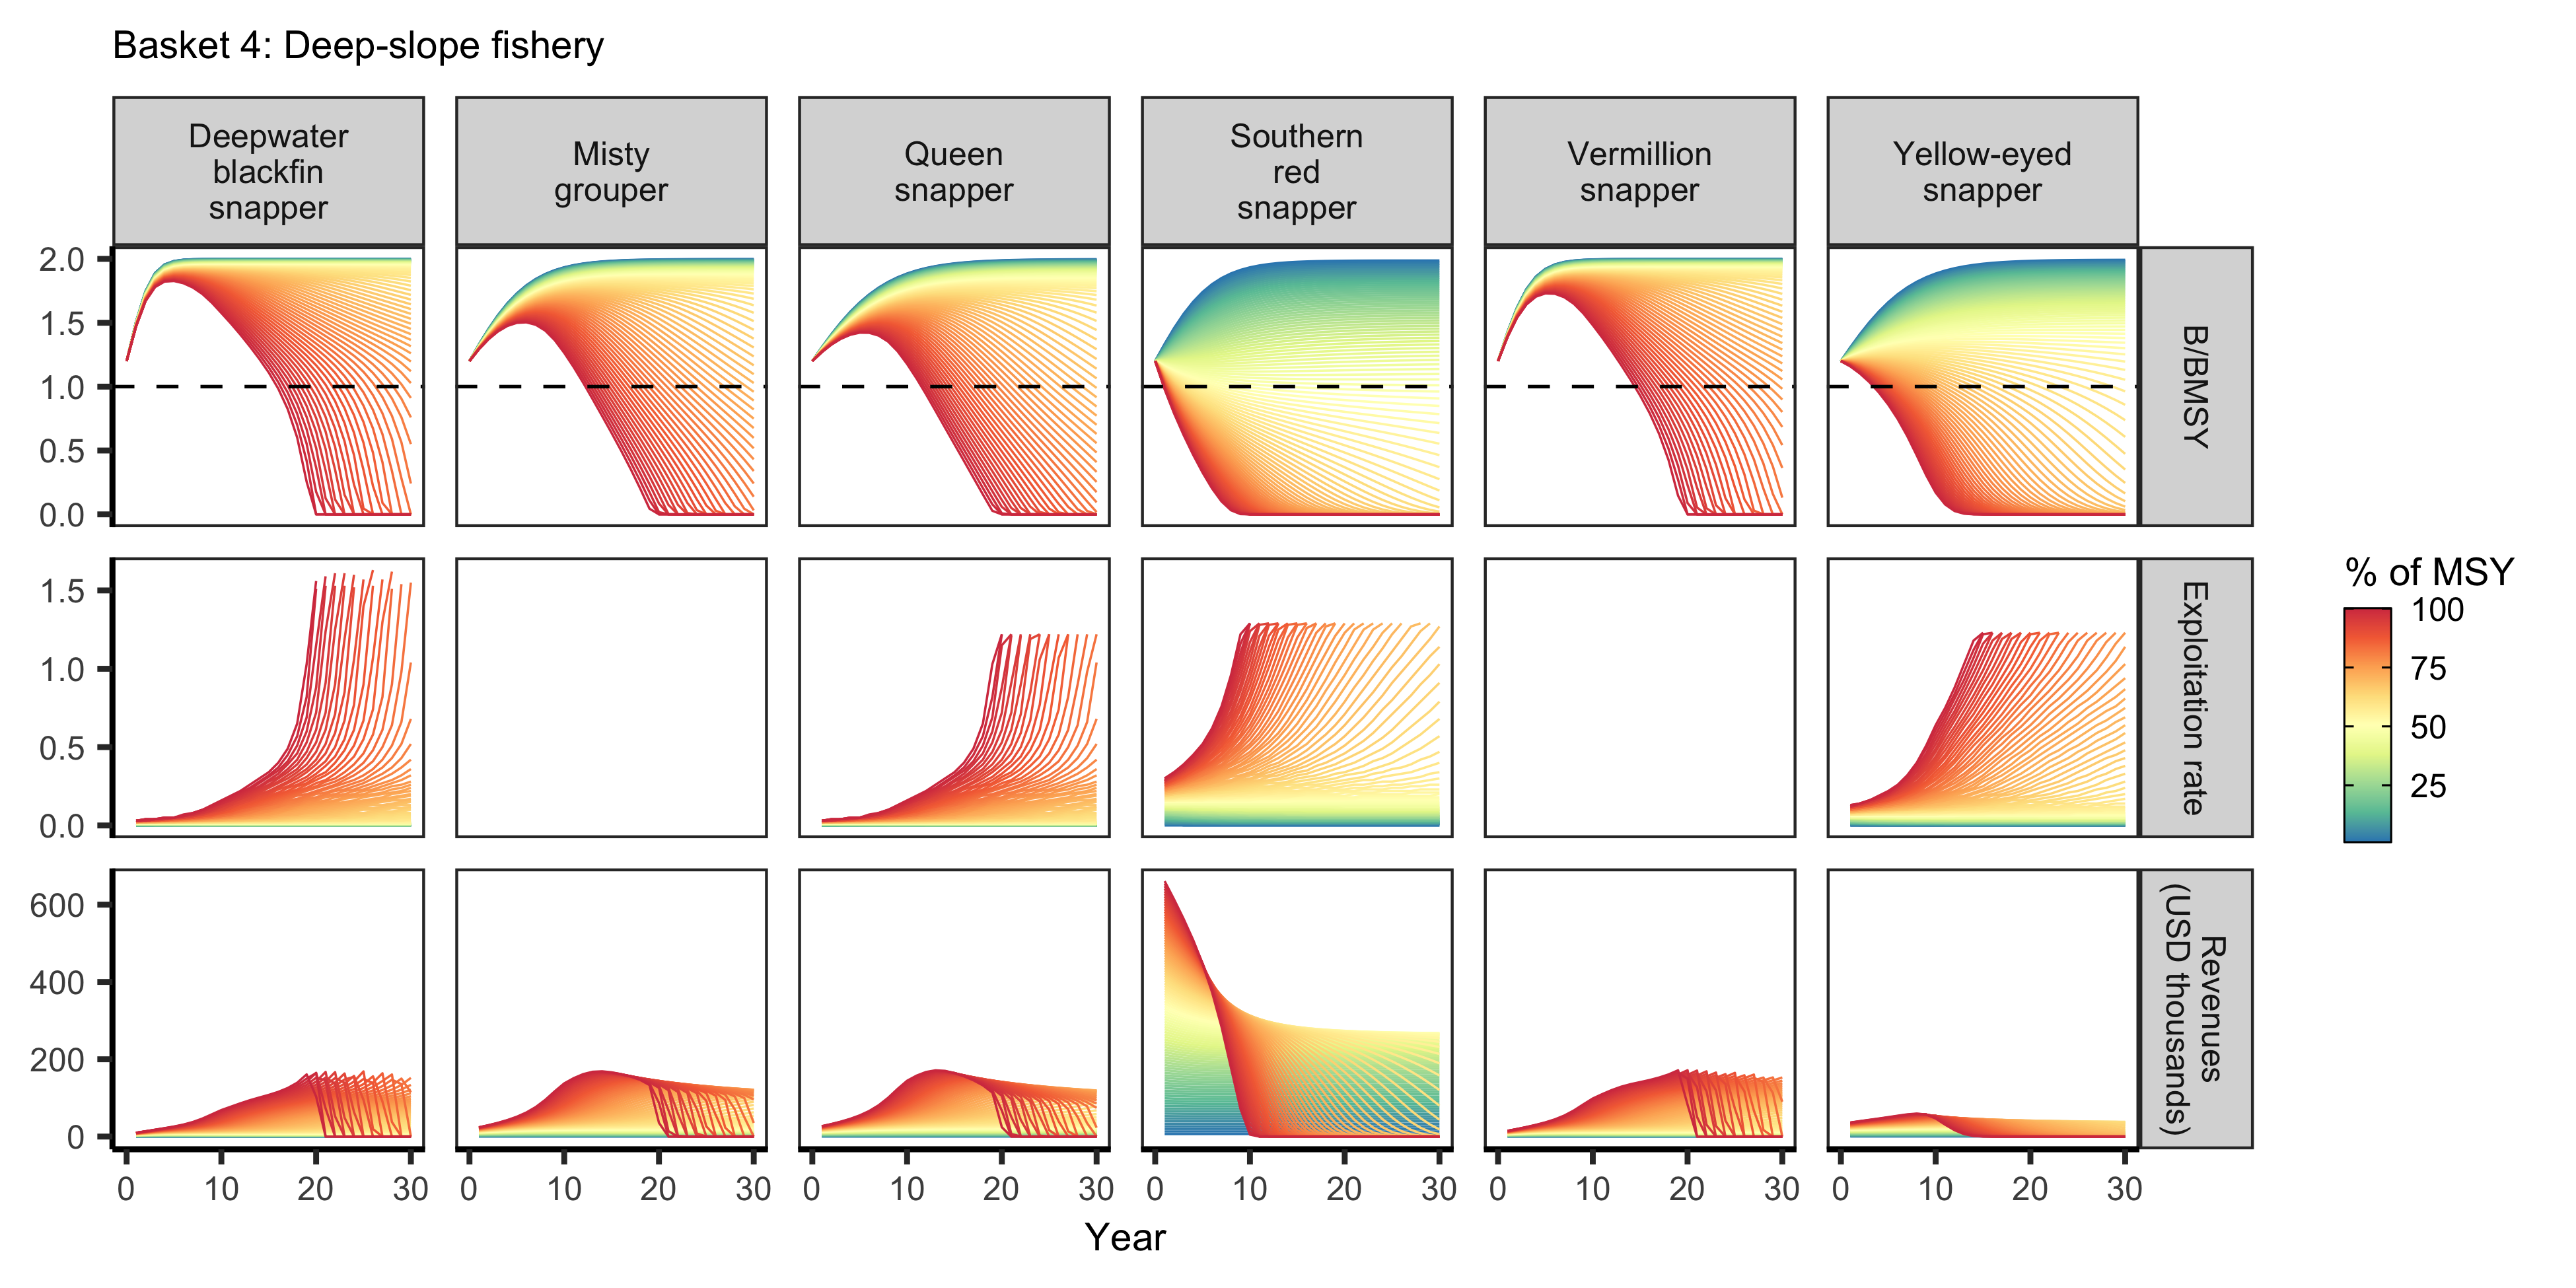 Basket 4: Deep-slope fishery
Deepwater
blackfin
snapper
Misty
grouper
Queen
snapper
Southern
red
snapper
Vermillion
snapper
Yellow-eyed
snapper
2.0
1.5
1.0
0.5
0.0
B/BMSY
1.5
1.0
0.5
0.0
Exploitation rate
600
400
200
0
Revenues
(USD thousands)
0 10 20 30
0 10 20 30
0 10 20 30
0 10 20 30
0 10 20 30
0 10 20 30
Year
% of MSY
100
75
50
25